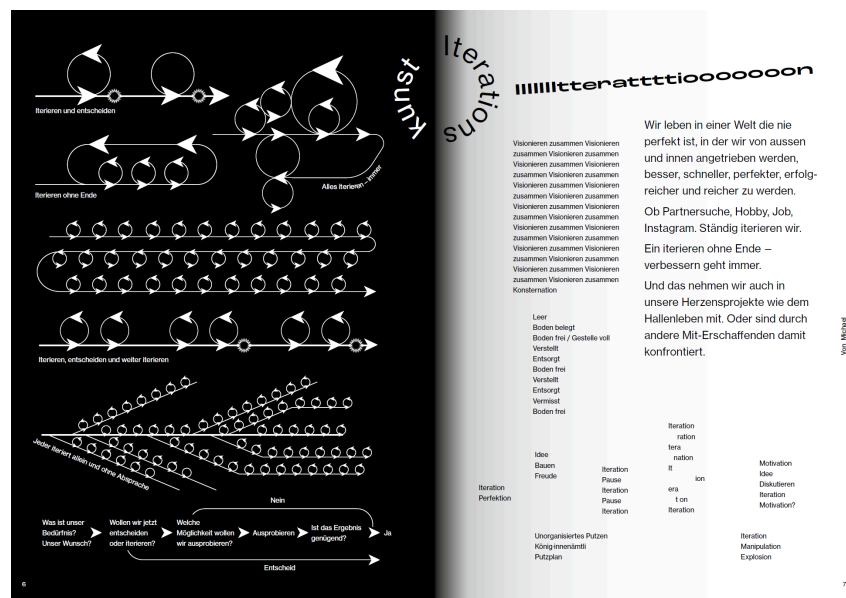 Kunst
Iterations
Iterieren und entscheiden
Iterieren ohne Ende
Alles iterieren – immer
Iterieren, entscheiden und weiter iterieren
Jeder iteriert allein und ohne Absprache
Nein
Was ist unser
Bedürfnis?
Unser Wunsch?
Wollen wir jetzt
entscheiden
oder iterieren?
Welche
Möglichkeit wollen
wir ausprobieren?
Ausprobieren
Ist das Ergebnis
genügend?
Ja
Entscheid
6
IIIIIIItteratttttiooooooon
Visionieren zusammen Visionieren
zusammen Visionieren zusammen
Visionieren zusammen Visionieren
zusammen Visionieren zusammen
Visionieren zusammen Visionieren
zusammen Visionieren zusammen
Visionieren zusammen Visionieren
zusammen Visionieren zusammen
Visionieren zusammen Visionieren
zusammen Visionieren zusammen
Visionieren zusammen Visionieren
zusammen Visionieren zusammen
Visionieren zusammen Visionieren
zusammen Visionieren zusammen
Konsternation
Wir leben in einer Welt die nie
perfekt ist, in der wir von aussen
und innen angetrieben werden,
besser, schneller, perfekter, erfolg-
reicher und reicher zu werden.
Ob Partnersuche, Hobby, Job,
Instagram. Ständig iterieren wir.
Ein iterieren ohne Ende –
verbessern geht immer.
Und das nehmen wir auch in
unsere Herzensprojekte wie dem
Hallenleben mit. Oder sind durch
andere Mit-Erschaffenden damit
konfrontiert.
Von Michael
Leer
Boden belegt
Boden frei / Gestelle voll
Verstellt
Entsorgt
Boden frei
Verstellt
Entsorgt
Vermisst
Boden frei
Iteration
Perfektion
Idee
Bauen
Freude
Iteration
Pause
Iteration
Pause
Iteration
Iteration
ration
tera
nation
It
ion
era
t on
Iteration
Motivation
Idee
Diskutieren
Iteration
Motivation?
Unorganisiertes Putzen
König·innenämtli
Putzplan
Iteration
Manipulation
Explosion
7